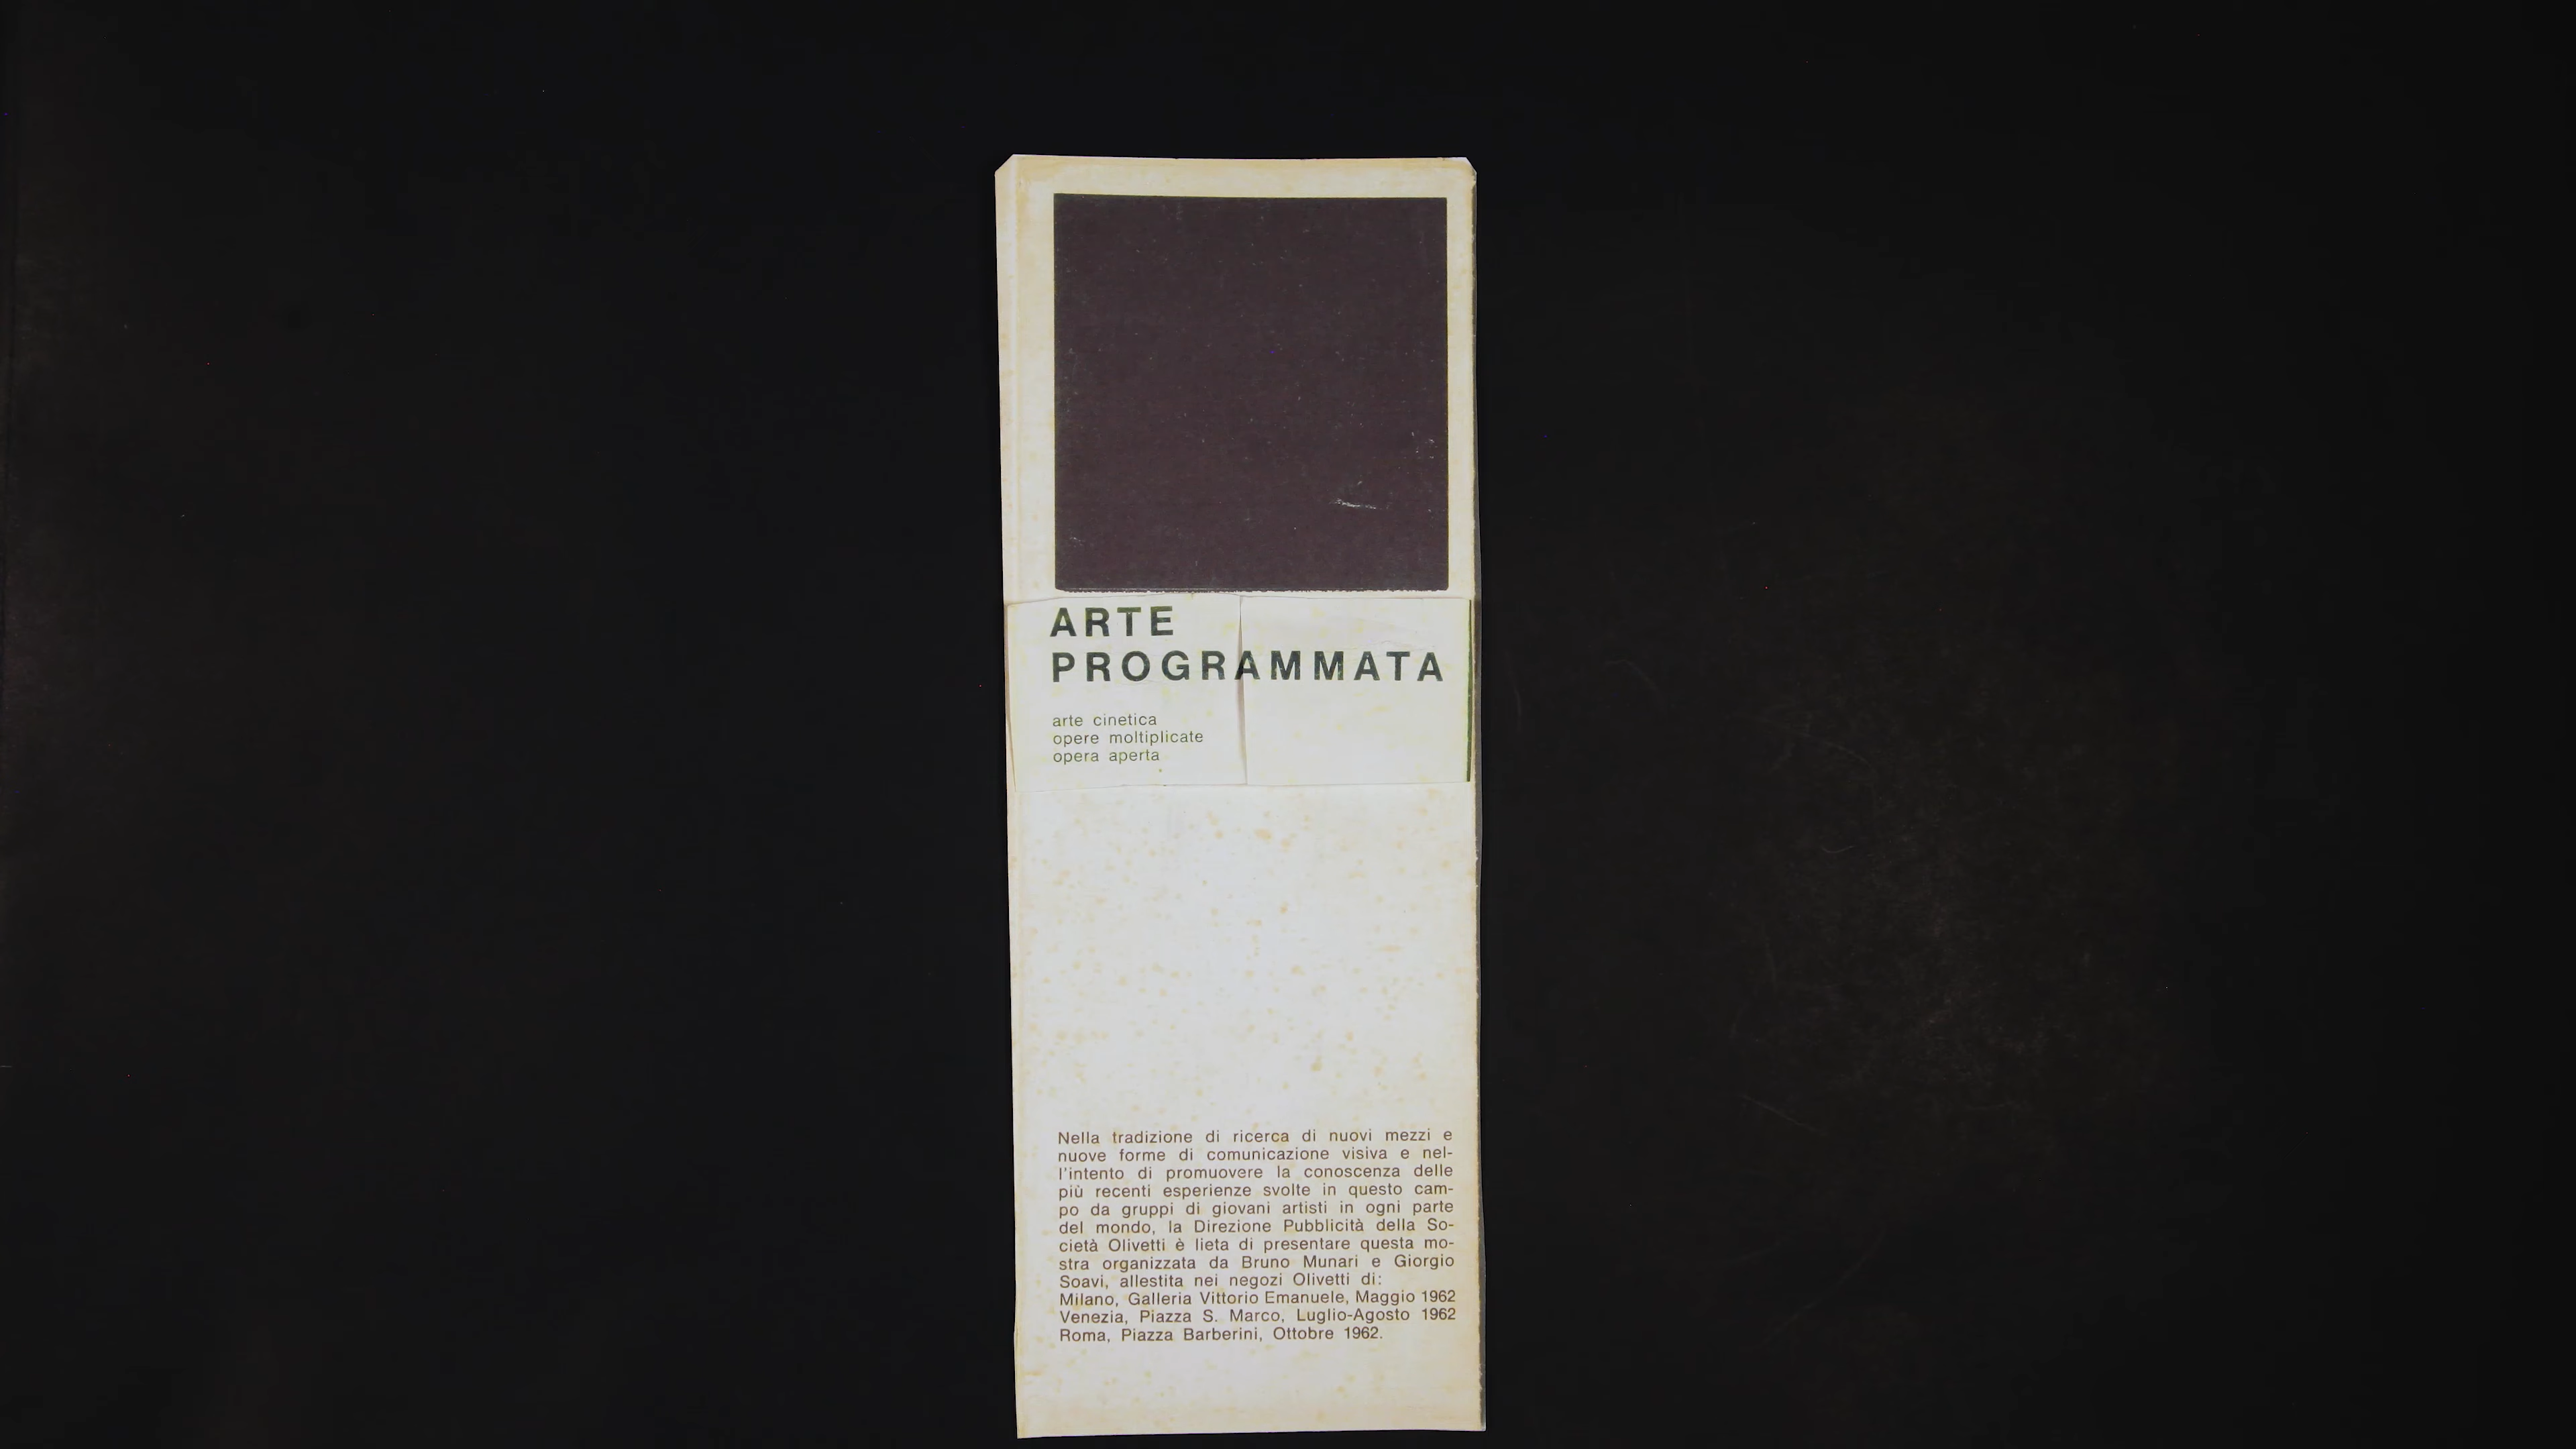 ARTE
PROGRAMMATA
arte cinetica
opere moltiplicate
opera aperta
Nella tradizione di ricerca di nuovi mezzi e
nuove forme di comunicazione visiva e nel-
l'intento di promuovere la conoscenza delle
più recenti esperienze svolte in questo cam-
po da gruppi di giovani artisti in ogni parte
del mondo, la Direzione Pubblicità della So-
cietà Olivetti è lieta di presentare questa mo-
stra organizzata da Bruno Munari e Giorgio
Soavi, allestita nei negozi Olivetti di:
Milano, Galleria Vittorio Emanuele, Maggio 1962
Venezia, Piazza S. Marco, Luglio-Agosto 1962
Roma, Piazza Barberini, Ottobre 1962.